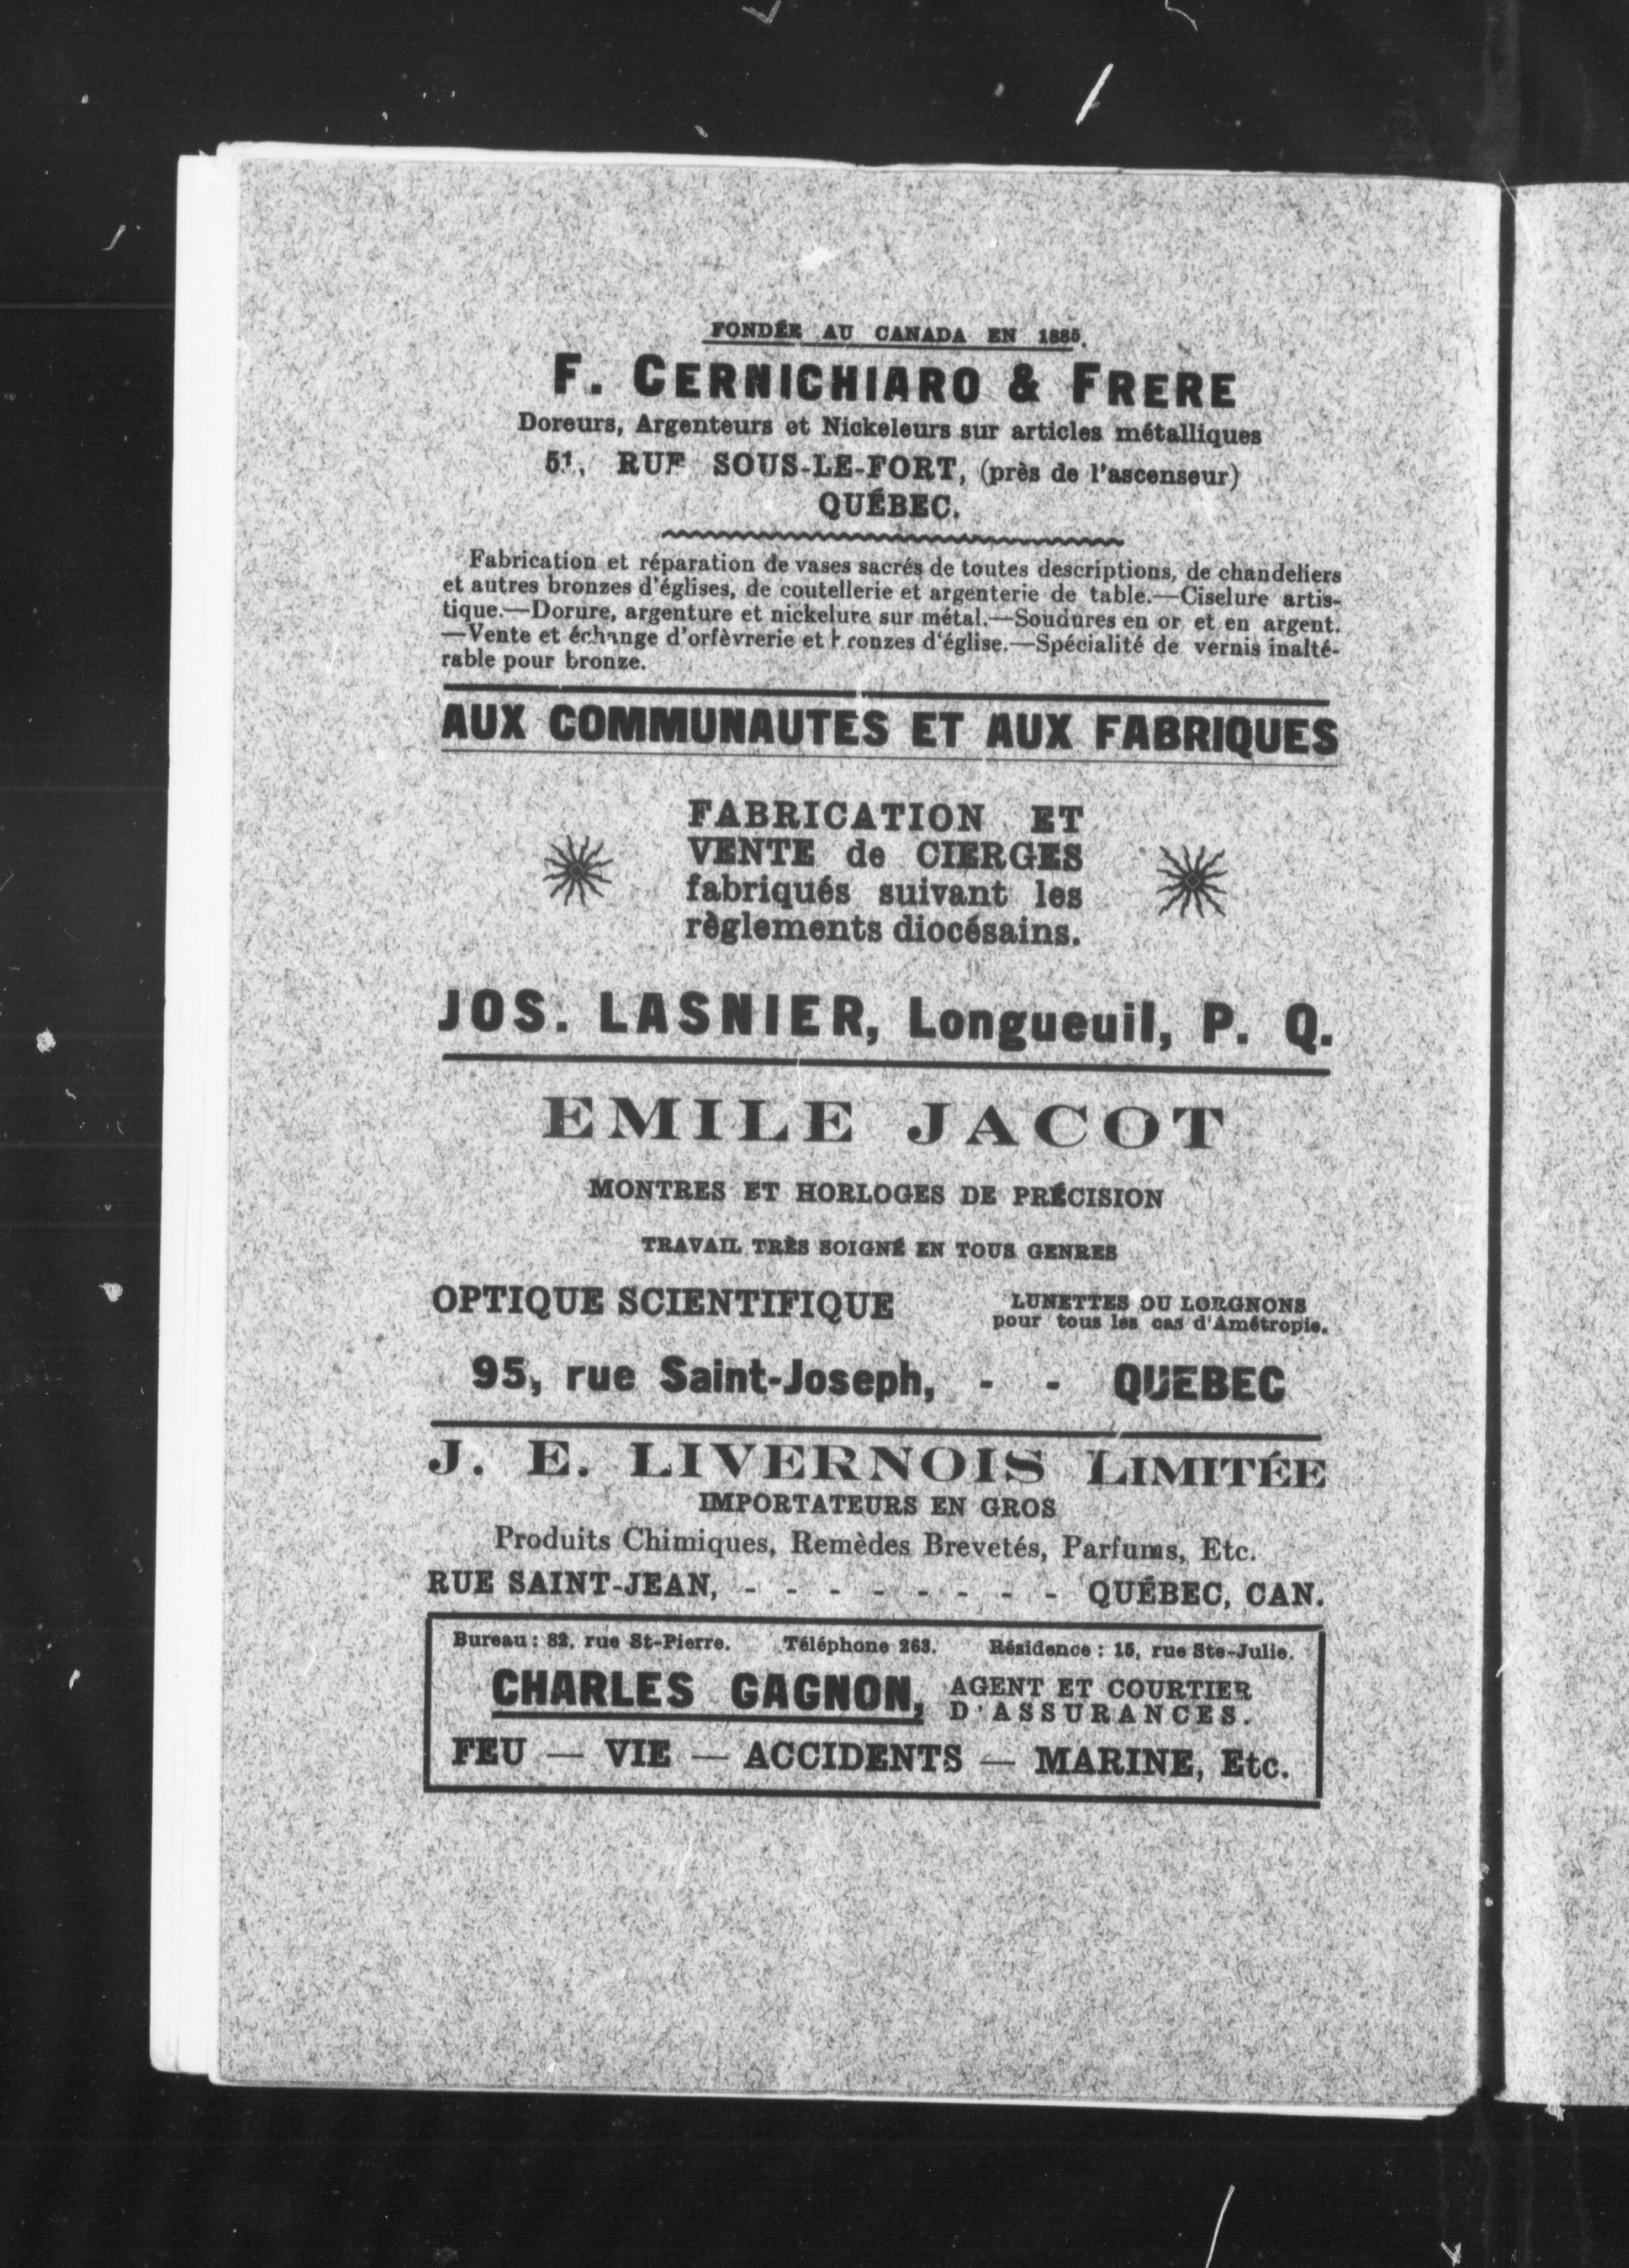 FONDÉE AU CANADA EN 1885.
F. CERNICHIARO & FRERE
Doreurs, Argenteurs et Nickeleurs sur articles métalliques
51, RUE SOUS-LE-FORT, (près de l'ascenseur)
QUÉBEC.
Fabrication et réparation de vases sacrés de toutes descriptions, de chandeliers
et autres bronzes d'églises, de coutellerie et argenterie de table.—Ciselure artis-
tique.—Dorure, argenture et nickelure sur métal.—Soudures en or et en argent.
—Vente et échange d'orfèvrerie et bronzes d'église.—Spécialité de vernis inalté-
rable pour bronze.
AUX COMMUNAUTES ET AUX FABRIQUES
FABRICATION ET
VENTE de CIERGES
fabriqués suivant les
règlements diocésains.
JOS. LASNIER, Longueuil, P. Q.
EMILE JACOT
MONTRES ET HORLOGES DE PRÉCISION
TRAVAIL TRÈS SOIGNÉ EN TOUS GENRES
OPTIQUE SCIENTIFIQUE
LUNETTES OU LORGNONS
pour tous les cas d'Amétropie.
95, rue Saint-Joseph, - - QUEBEC
J. E. LIVERNOIS LIMITÉE
IMPORTATEURS EN GROS
Produits Chimiques, Remèdes Brevetés, Parfums, Etc.
RUE SAINT-JEAN, - - - - - - - - QUÉBEC, CAN.
Bureau : 82, rue St-Pierre. Téléphone 263. Résidence : 15, rue Ste-Julie.
CHARLES GAGNON, AGENT ET COURTIER
D'ASSURANCES.
FEU — VIE — ACCIDENTS — MARINE, Etc.